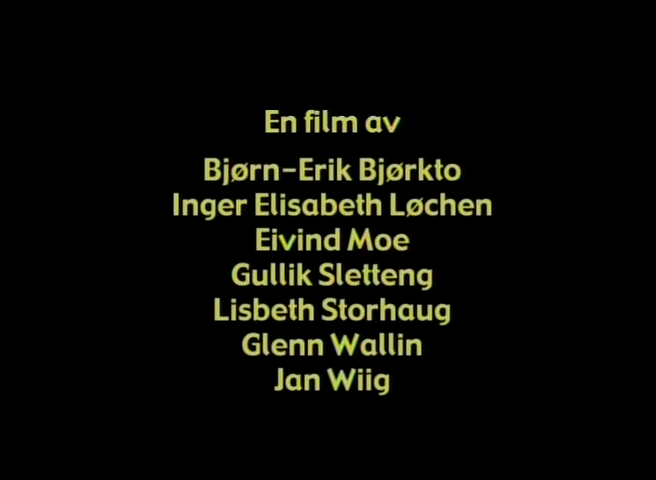 En film av
Bjørn-Erik Bjørkto
Inger Elisabeth Løchen
Eivind Moe
Gullik Sletteng
Lisbeth Storhaug
Glenn Wallin
Jan Wiig